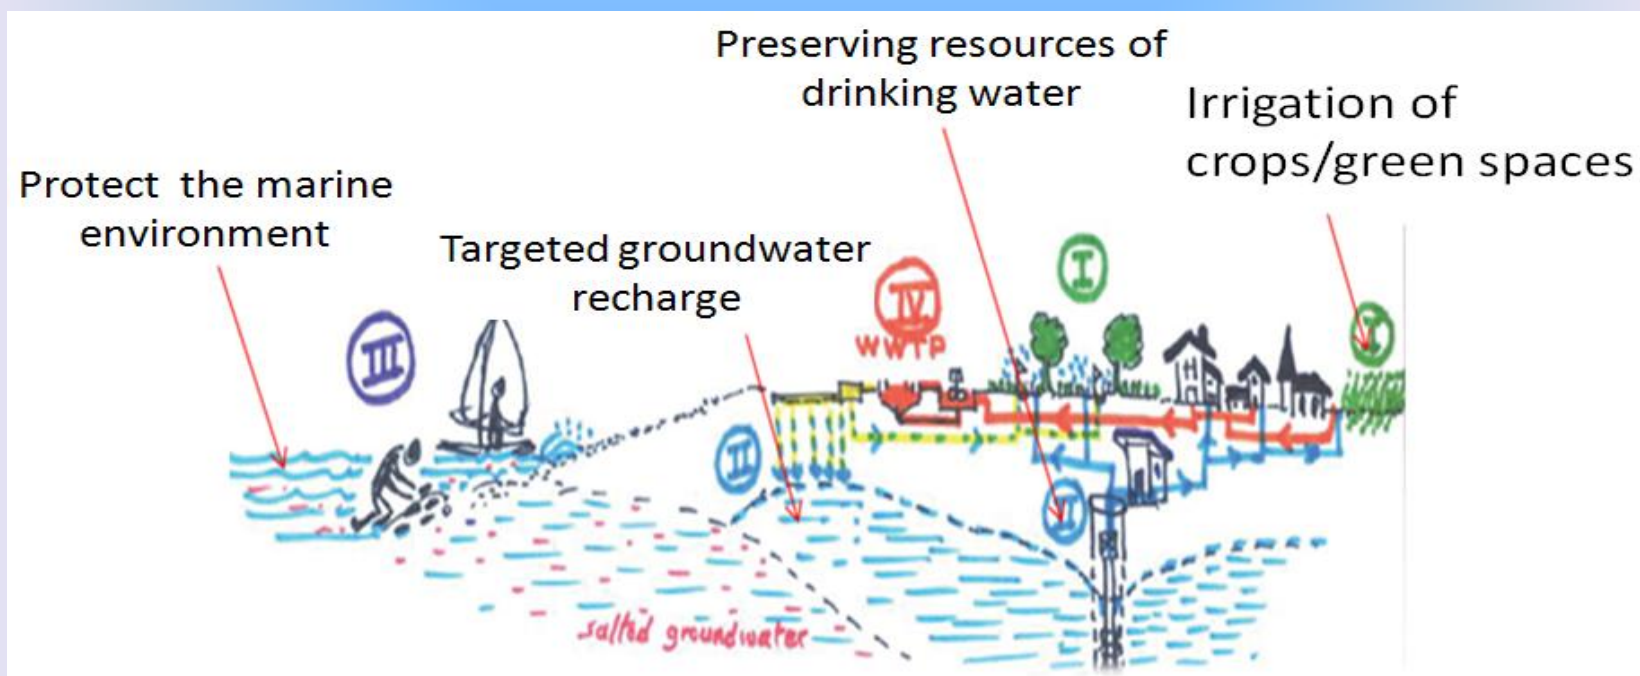 Preserving resources of
drinking water
Irrigation of
crops/green spaces
Protect the marine
environment
Targeted groundwater
recharge
I
IV
WWTP
III
I
II
II
salted groundwater